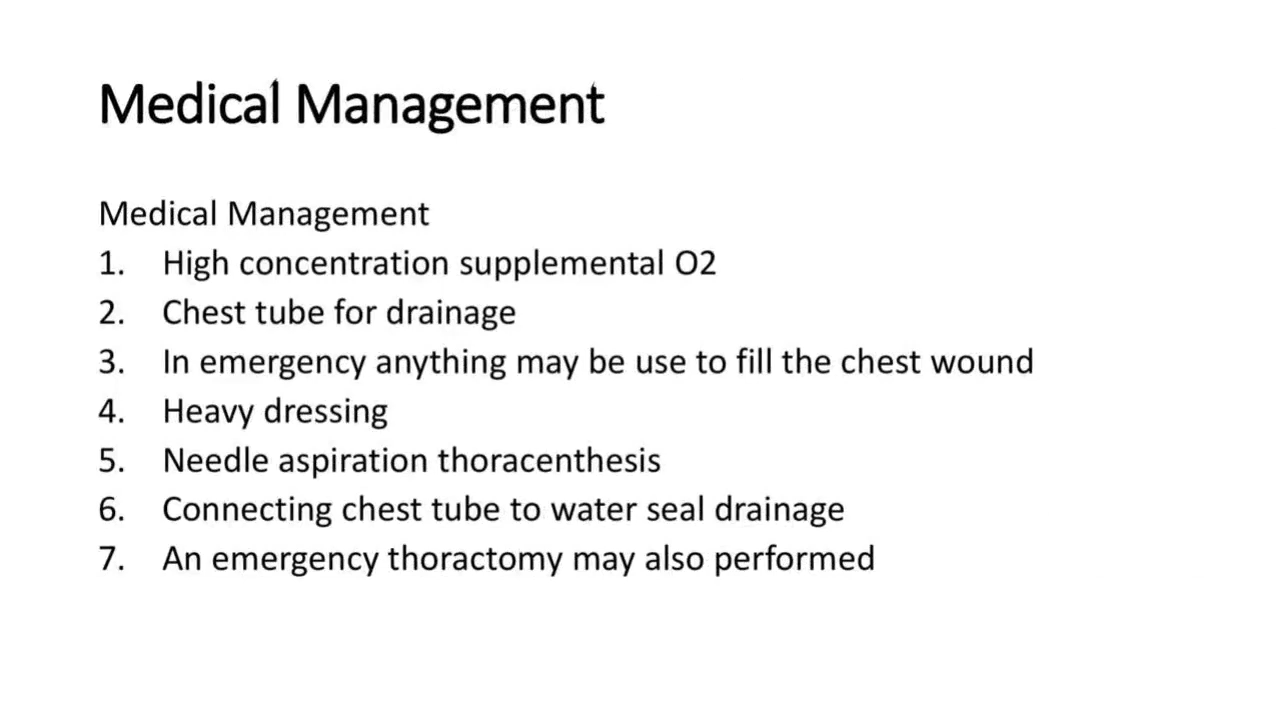 Medical Management
Medical Management
1. High concentration supplemental O2
2. Chest tube for drainage
3. In emergency anything may be use to fill the chest wound
4. Heavy dressing
5. Needle aspiration thoracenthesis
6. Connecting chest tube to water seal drainage
7. An emergency thoractomy may also performed